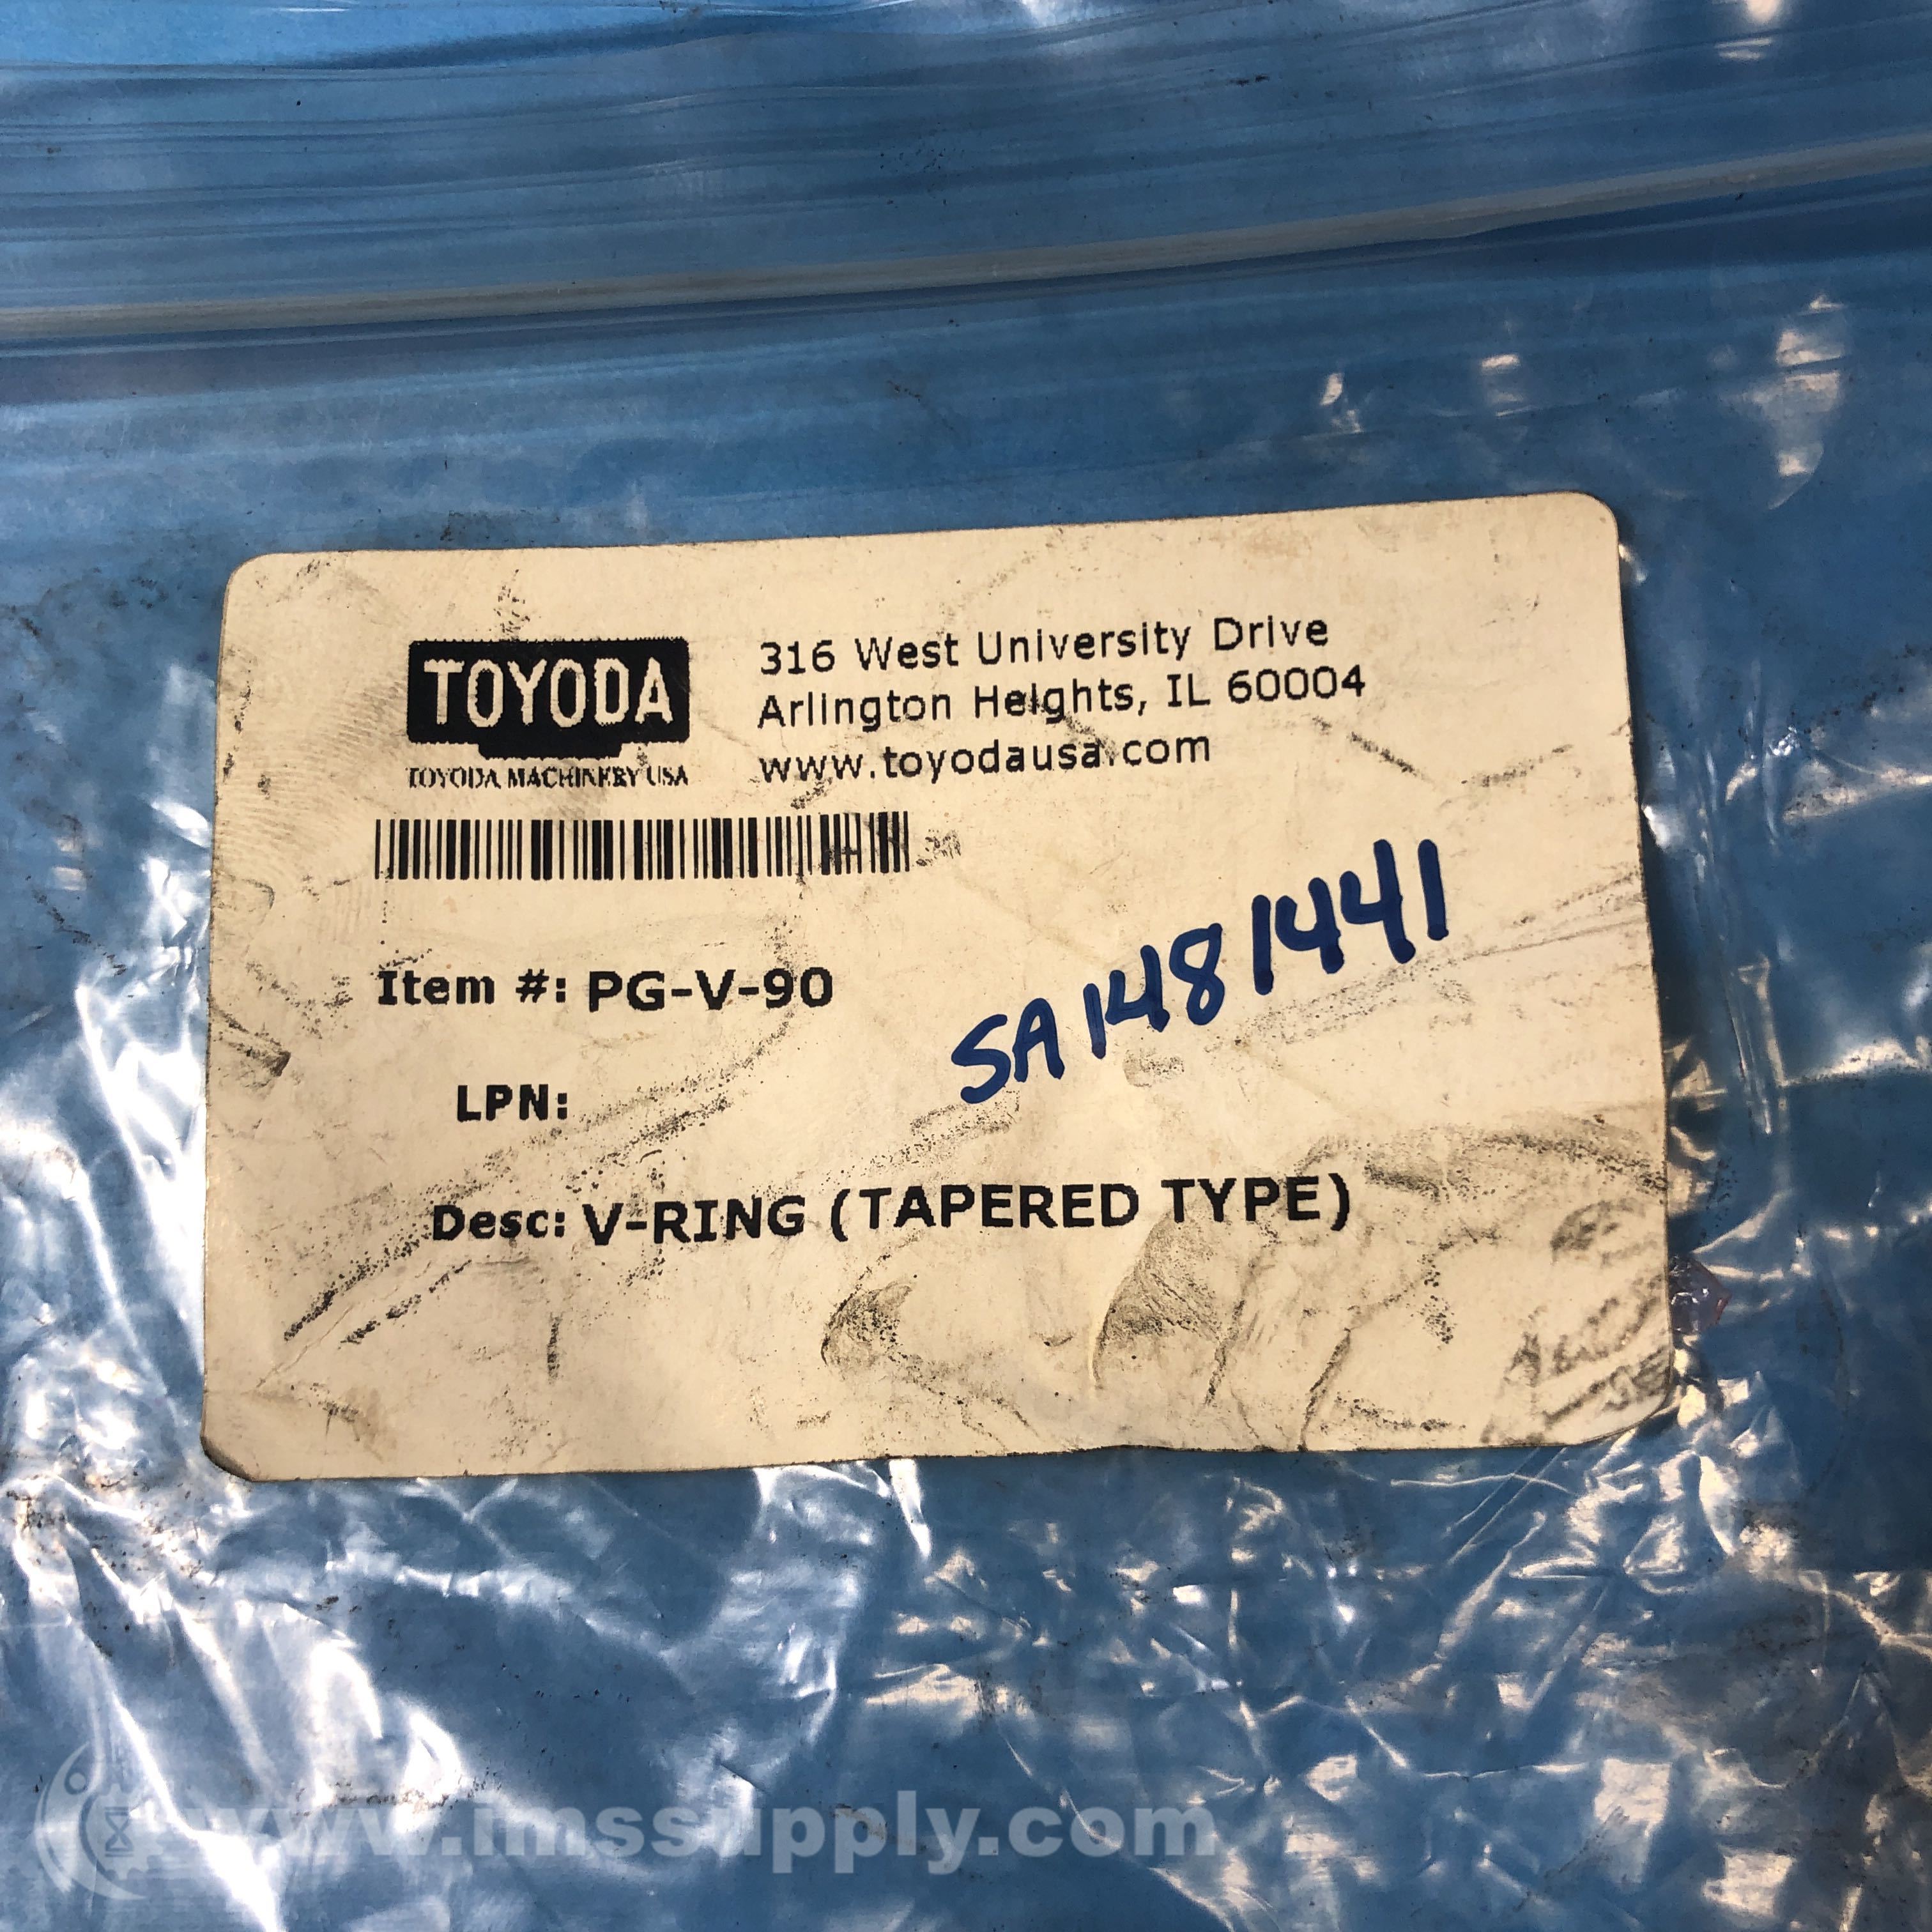 TOYODA
TOYODA MACHINERY USA
316 West University Drive
Arlington Heights, IL 60004
www.toyodausa.com
Item #: PG-V-90
SA1481441
LPN:
Desc: V-RING (TAPERED TYPE)
www.imssupply.com